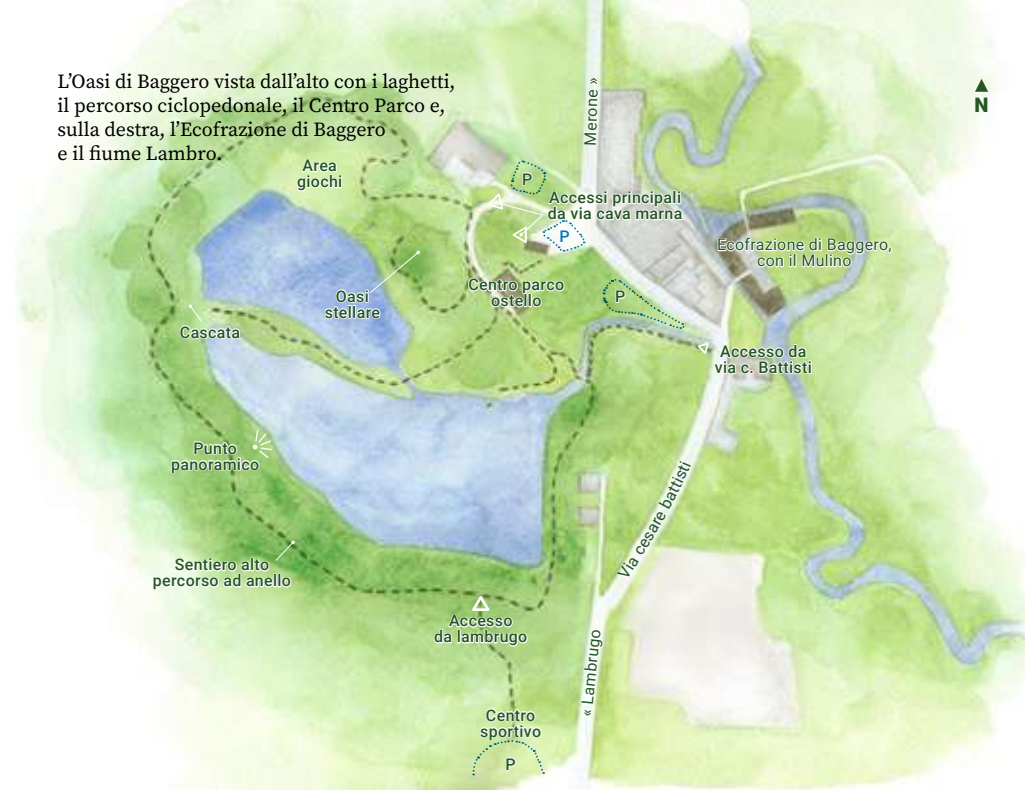 L’Oasi di Baggero vista dall’alto con i laghetti,
il percorso ciclopedonale, il Centro Parco e,
sulla destra, l’Ecofrazione di Baggero
e il fiume Lambro.
N
Merone »
Area
giochi
P
Accessi principali
da via cava marna
P
Ecofrazione di Baggero,
con il Mulino
Centro parco
ostello
P
Oasi
stellare
Cascata
Accesso da
via c. Battisti
Punto
panoramico
Via cesare battisti
Sentiero alto
percorso ad anello
Accesso
da lambrugo
« Lambrugo
Centro
sportivo
P